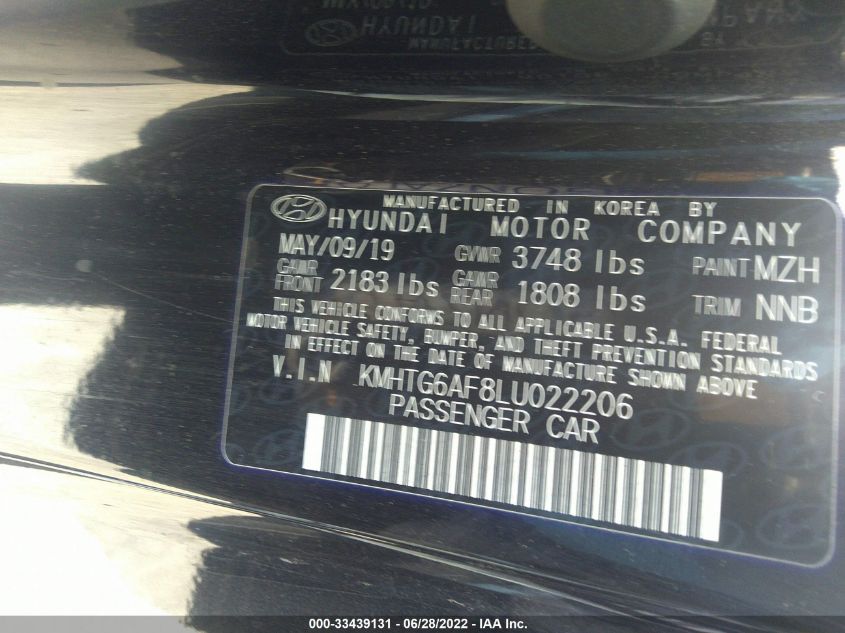 MANUFACTURED IN KOREA BY
HYUNDAI MOTOR COMPANY
MAY/09/19 GVWR 3748 lbs PAINT MZH
GAWR FRONT 2183 lbs GAWR REAR 1808 lbs TRIM NNB
THIS VEHICLE CONFORMS TO ALL APPLICABLE U.S.A. FEDERAL
MOTOR VEHICLE SAFETY, BUMPER, AND THEFT PREVENTION STANDARDS
IN EFFECT ON THE DATE OF MANUFACTURE SHOWN ABOVE
V.I.N KMHTG6AF8LU022206
PASSENGER CAR
000-33439131 - 06/28/2022 - IAA Inc.